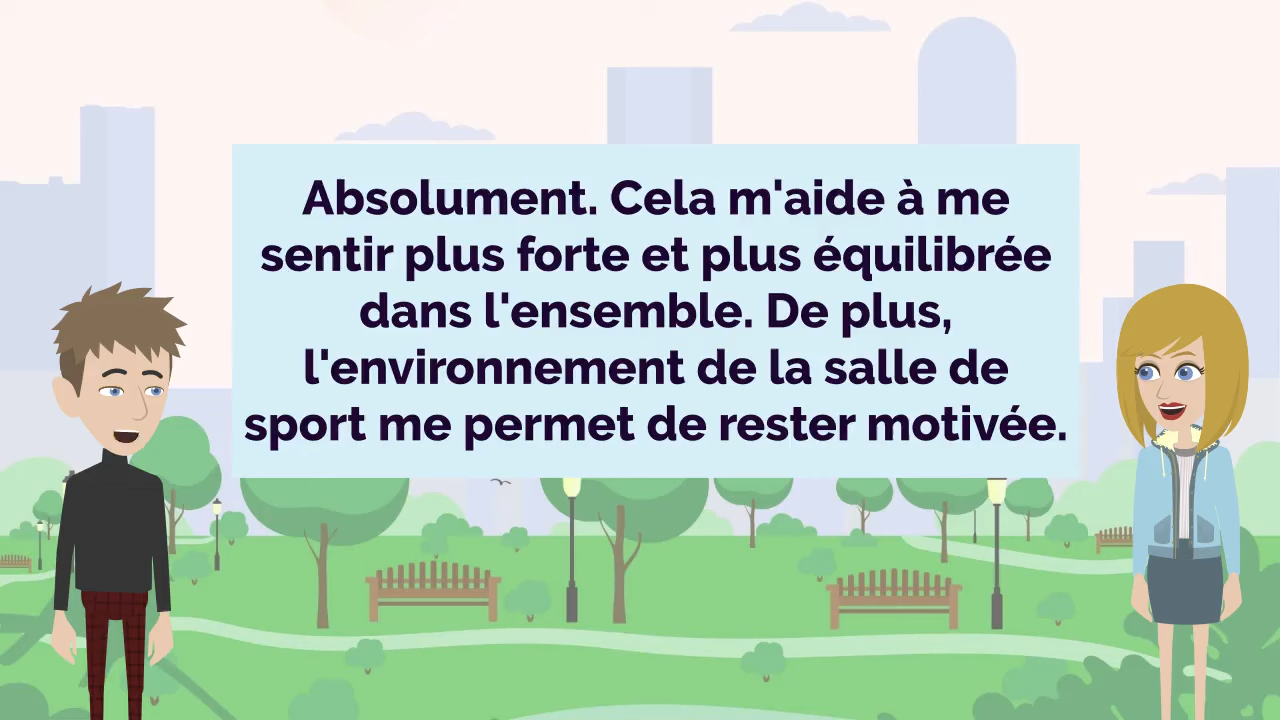 Absolument. Cela m'aide à me
sentir plus forte et plus équilibrée
dans l'ensemble. De plus,
l'environnement de la salle de
sport me permet de rester motivée.